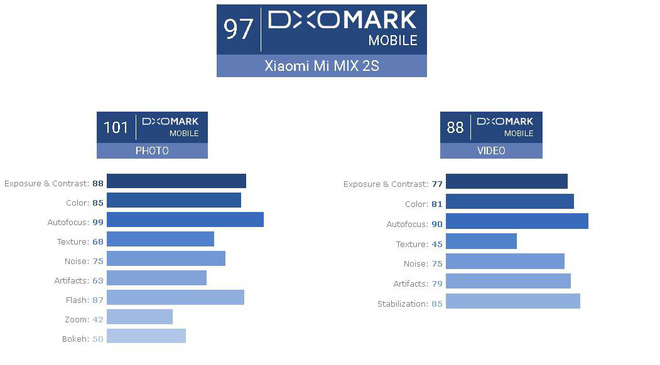 97 DXOMARK
MOBILE
Xiaomi Mi MIX 2S
101 DXOMARK
MOBILE
PHOTO
Exposure & Contrast: 88
Color: 85
Autofocus: 99
Texture: 68
Noise: 75
Artifacts: 63
Flash: 87
Zoom: 42
Bokeh: 50
88 DXOMARK
MOBILE
VIDEO
Exposure & Contrast: 77
Color: 81
Autofocus: 90
Texture: 45
Noise: 75
Artifacts: 79
Stabilization: 85